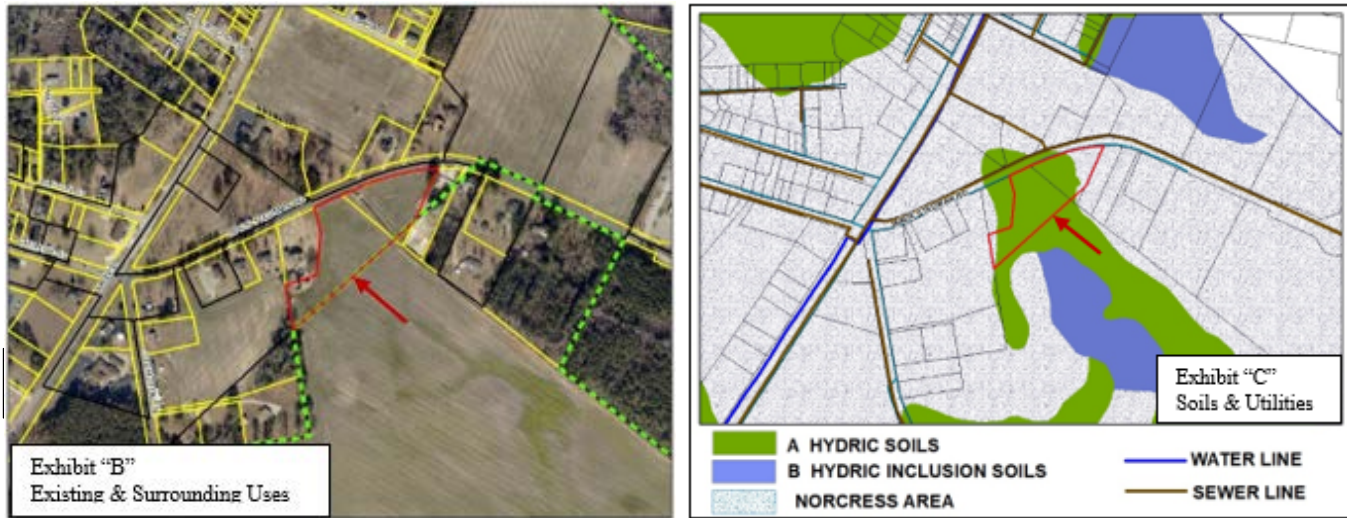 Exhibit “B”
Existing & Surrounding Uses
Exhibit “C”
Soils & Utilities
A HYDRIC SOILS
B HYDRIC INCLUSION SOILS
NORCRESS AREA
WATER LINE
SEWER LINE